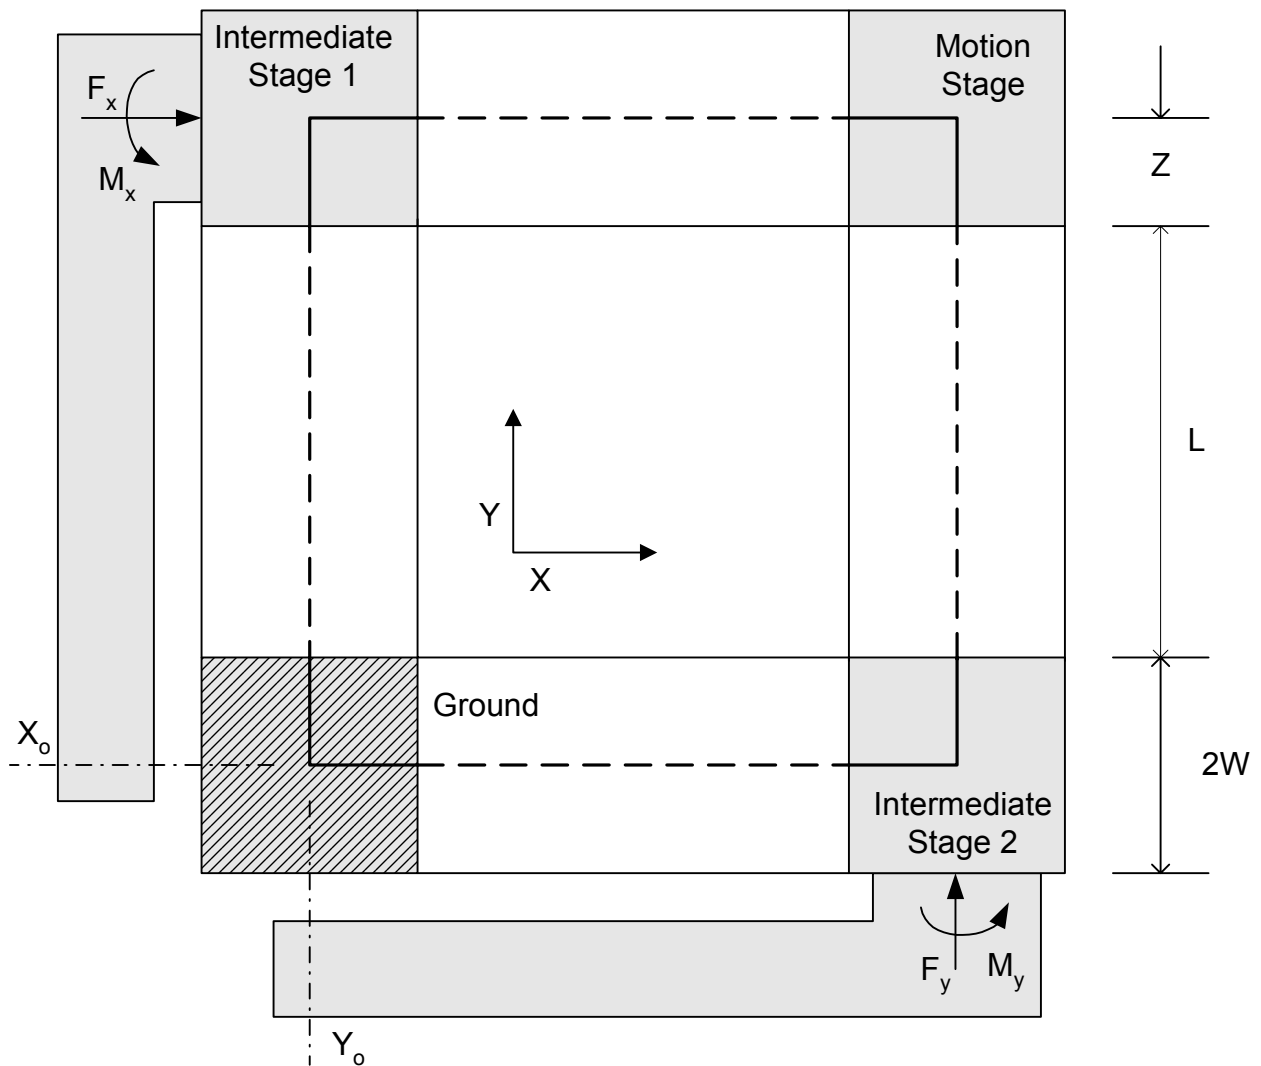 Intermediate
Stage 1
Motion
Stage
Fx
Mx
Z
L
Y
X
Ground
Xo
2W
Intermediate
Stage 2
Fy
My
Yo